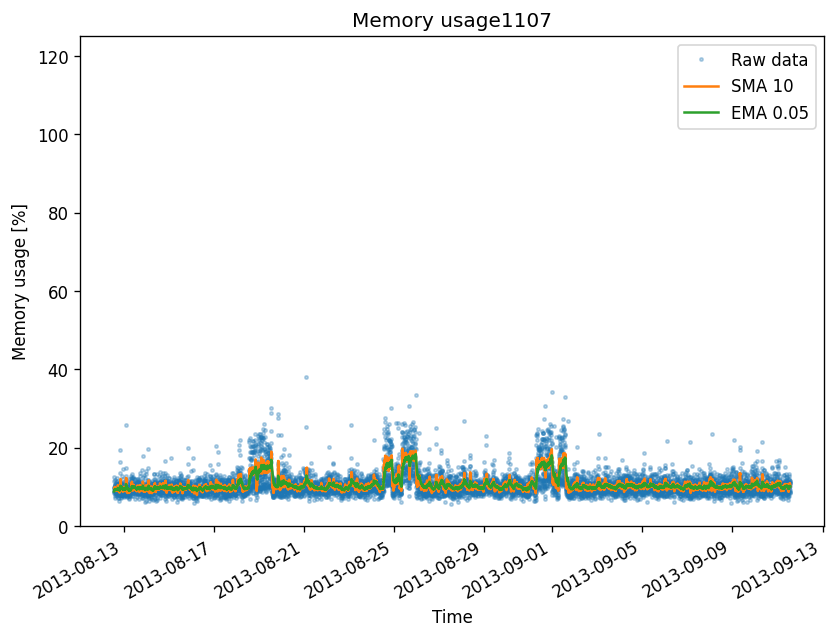 Memory usage1107
Raw data
SMA 10
EMA 0.05
Memory usage [%]
120
100
80
60
40
20
0
2013-08-13
2013-08-17
2013-08-21
2013-08-25
2013-08-29
2013-09-01
2013-09-05
2013-09-09
2013-09-13
Time